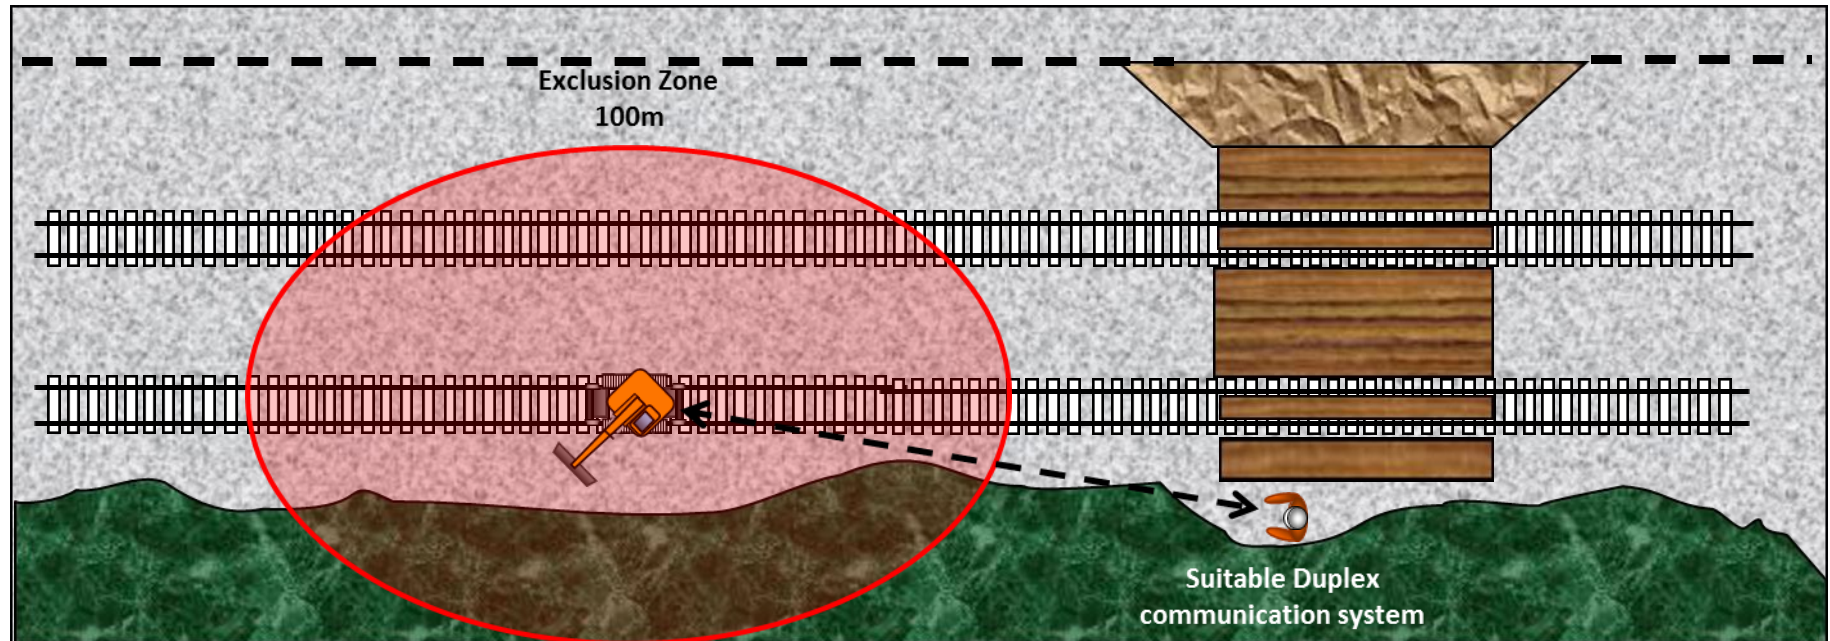 Exclusion Zone
100m
Suitable Duplex
communication system